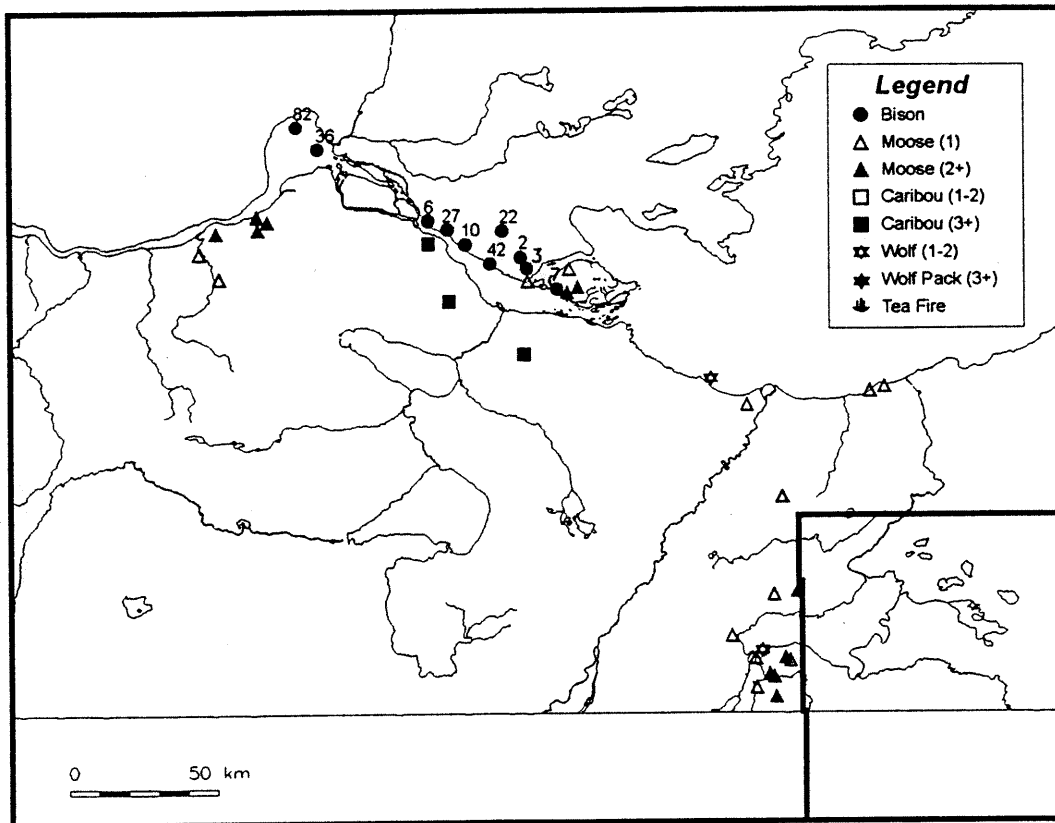 Legend
Bison
Moose (1)
Moose (2+)
Caribou (1-2)
Caribou (3+)
Wolf (1-2)
Wolf Pack (3+)
Tea Fire
82
36
6
27
10
22
42
2
3
7
0 50 km